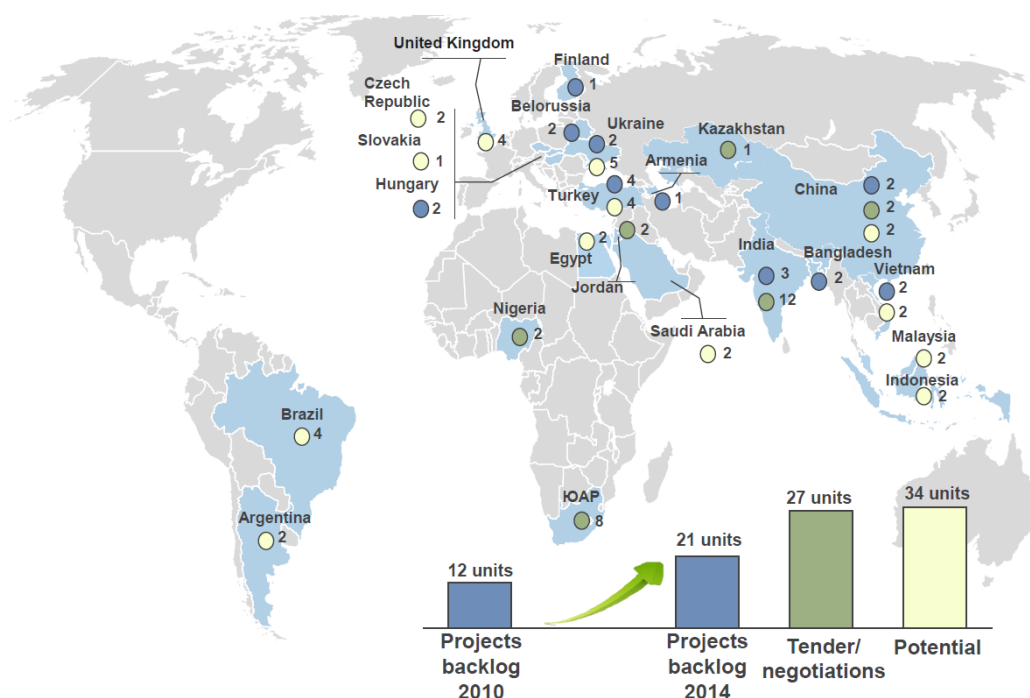 United Kingdom
Finland
1
Czech
Republic
2
Belorussia
2
Ukraine
2
Kazakhstan
1
Slovakia
1
4
5
Armenia
1
Hungary
2
Turkey
4
4
China
2
2
2
Egypt
2
Jordan
2
India
3
12
Bangladesh
2
Vietnam
2
2
Nigeria
2
Saudi Arabia
2
Malaysia
2
Indonesia
2
Brazil
4
Argentina
2
ЮАР
8
12 units
21 units
27 units
34 units
Projects
backlog
2010
Projects
backlog
2014
Tender/
negotiations
Potential